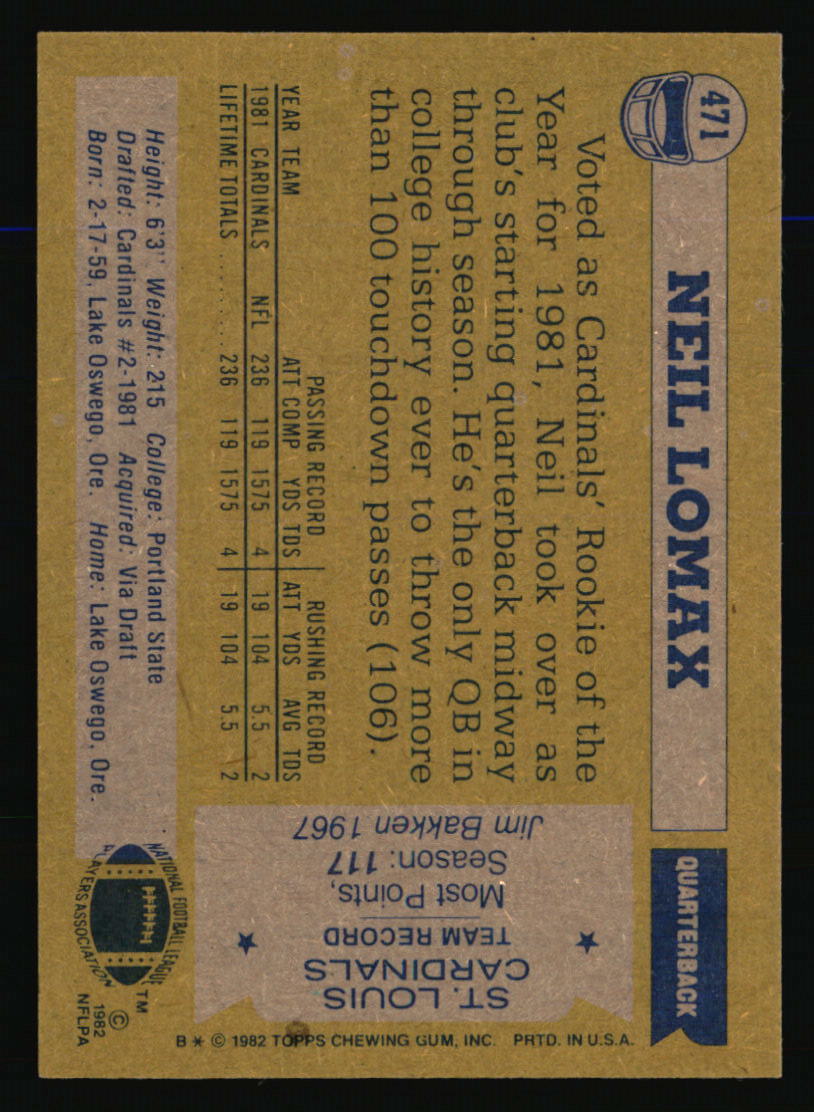 471
NEIL LOMAX
QUARTERBACK
Voted as Cardinals' Rookie of the
Year for 1981, Neil took over as
club's starting quarterback midway
through season. He's the only QB in
college history ever to throw more
than 100 touchdown passes (106).
PASSING RECORD RUSHING RECORD
YEAR TEAM ATT COMP YDS TDS ATT YDS AVG TDS
1981 CARDINALS NFL 236 119 1575 4 19 104 5.5 2
LIFETIME TOTALS ......... 236 119 1575 4 19 104 5.5 2
Height: 6'3" Weight: 215 College: Portland State
Drafted: Cardinals #2-1981 Acquired: Via Draft
Born: 2-17-59, Lake Oswego, Ore. Home: Lake Oswego, Ore.
ST. LOUIS
CARDINALS
★ TEAM RECORD ★
Most Points,
Season: 117
Jim Bakken 1967
NATIONAL FOOTBALL LEAGUE
PLAYERS ASSOCIATION
TM
©
1982
NFLPA
B * © 1982 TOPPS CHEWING GUM, INC. PRTD. IN U.S.A.